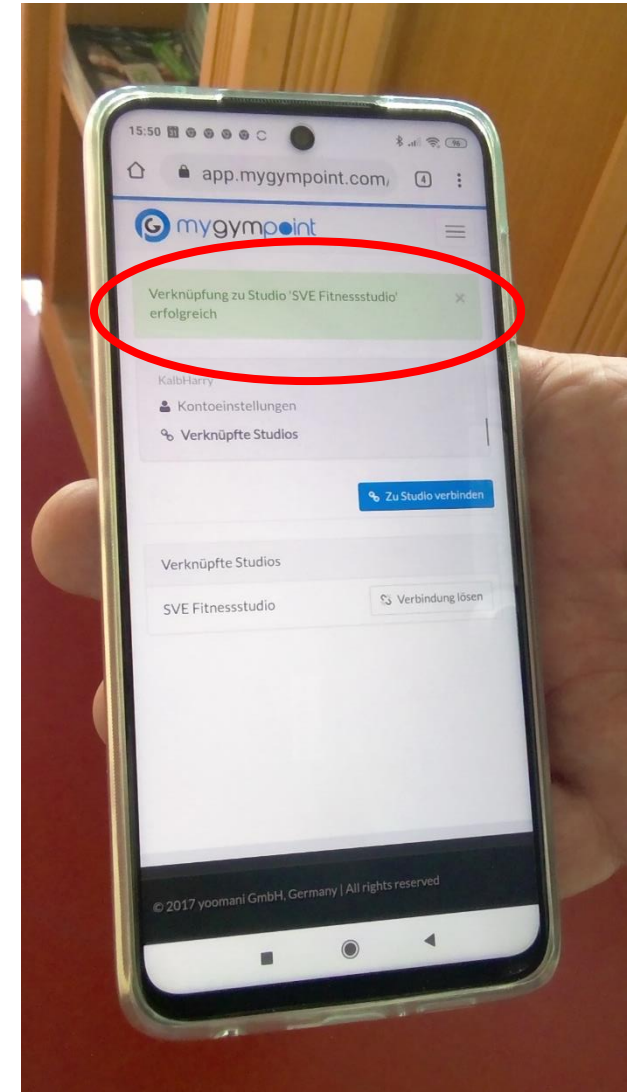 15:50
96
app.mygympoint.com/
4
mygympoint
Verknüpfung zu Studio 'SVE Fitnessstudio'
erfolgreich
KalbHarry
Kontoeinstellungen
Verknüpfte Studios
Zu Studio verbinden
Verknüpfte Studios
SVE Fitnessstudio
Verbindung lösen
© 2017 yoomani GmbH, Germany | All rights reserved